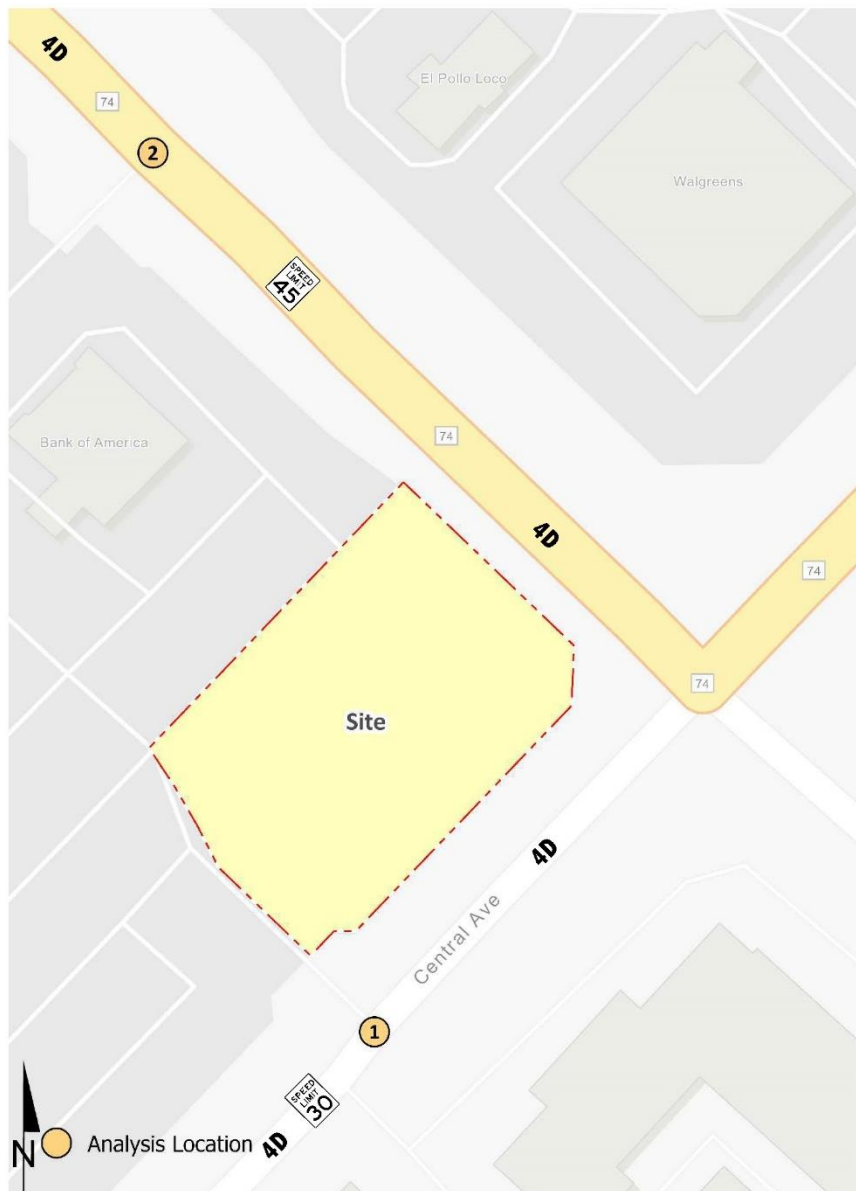 4D
74
El Pollo Loco
2
Walgreens
SPEED
LIMIT
45
74
Bank of America
4D
74
74
Site
4D
Central Ave
1
SPEED
LIMIT
30
4D
N
Analysis Location